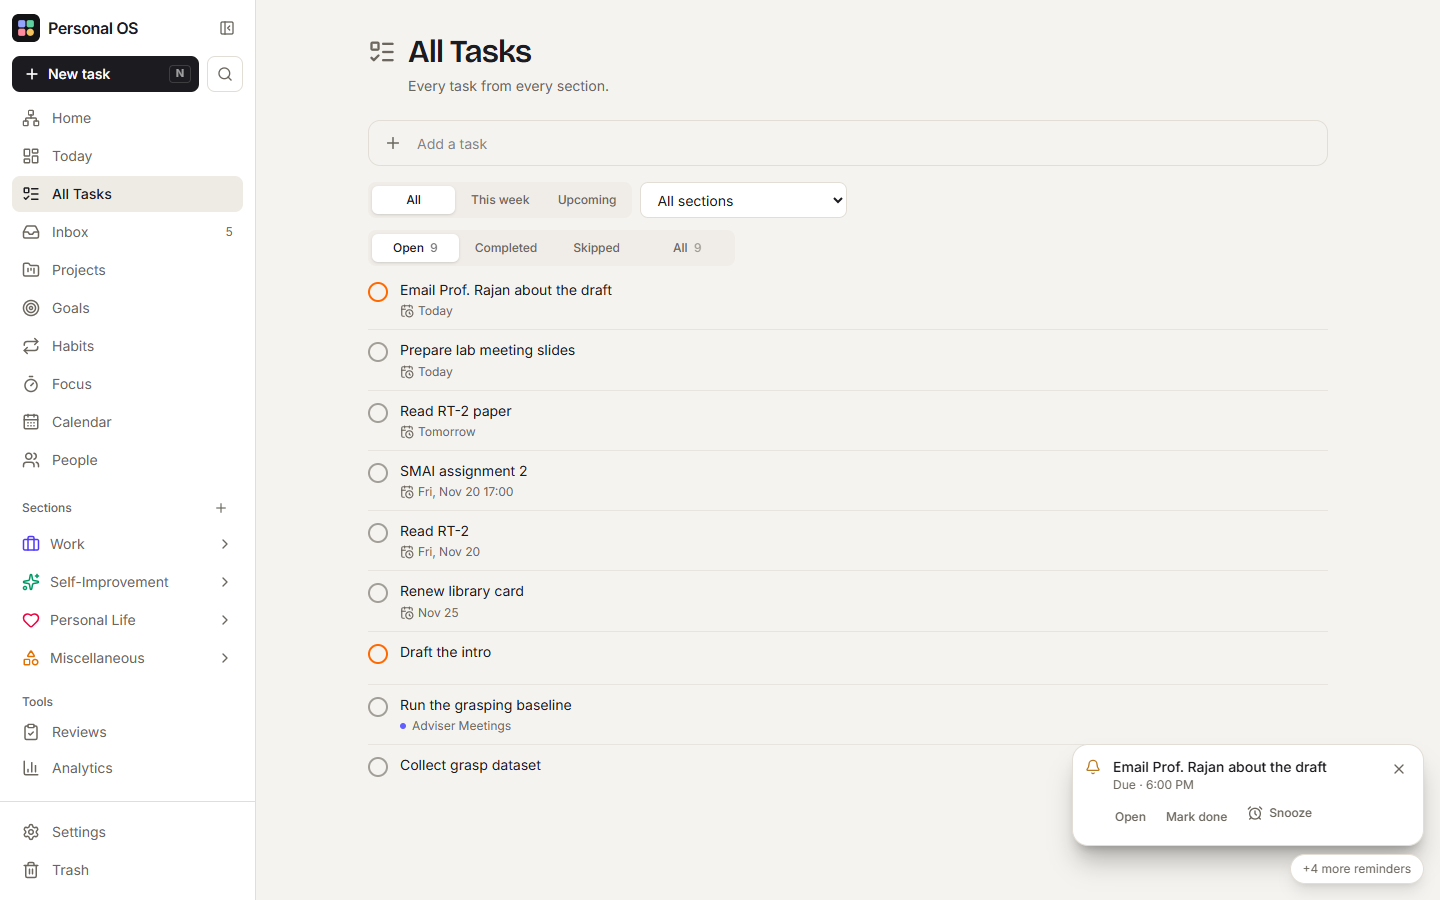 Personal OS
New task N
Home
Today
All Tasks
Inbox 5
Projects
Goals
Habits
Focus
Calendar
People
Sections
Work
Self-Improvement
Personal Life
Miscellaneous
Tools
Reviews
Analytics
Settings
Trash
All Tasks
Every task from every section.
Add a task
All This week Upcoming All sections
Open 9 Completed Skipped All 9
Email Prof. Rajan about the draft
Today
Prepare lab meeting slides
Today
Read RT-2 paper
Tomorrow
SMAI assignment 2
Fri, Nov 20 17:00
Read RT-2
Fri, Nov 20
Renew library card
Nov 25
Draft the intro
Run the grasping baseline
Adviser Meetings
Collect grasp dataset
Email Prof. Rajan about the draft
Due · 6:00 PM
Open Mark done Snooze
+4 more reminders